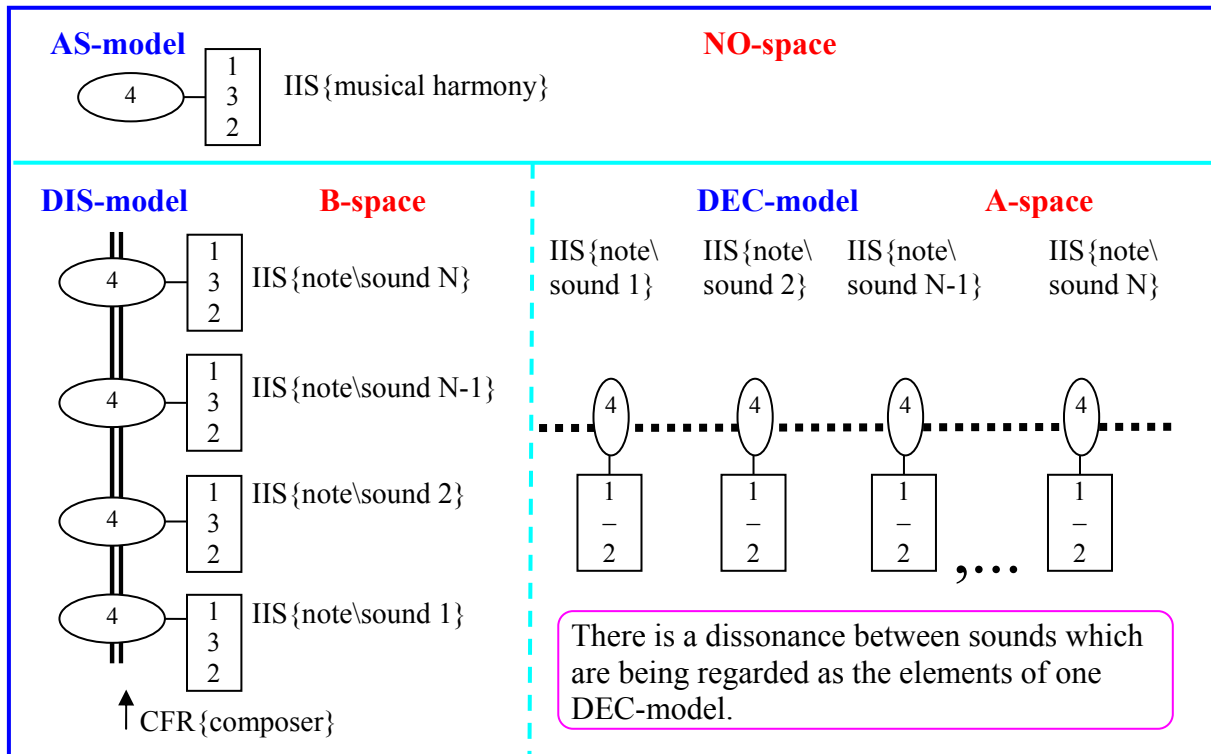 AS-model
NO-space
4
1
3
2
IIS{musical harmony}
DIS-model
B-space
4
1
3
2
IIS{note\sound N}
4
1
3
2
IIS{note\sound N-1}
4
1
3
2
IIS{note\sound 2}
4
1
3
2
IIS{note\sound 1}
CFR{composer}
DEC-model
A-space
IIS{note\
sound 1}
IIS{note\
sound 2}
IIS{note\
sound N-1}
IIS{note\
sound N}
4
1
–
2
4
1
–
2
4
1
–
2
,...
4
1
–
2
There is a dissonance between sounds which
are being regarded as the elements of one
DEC-model.